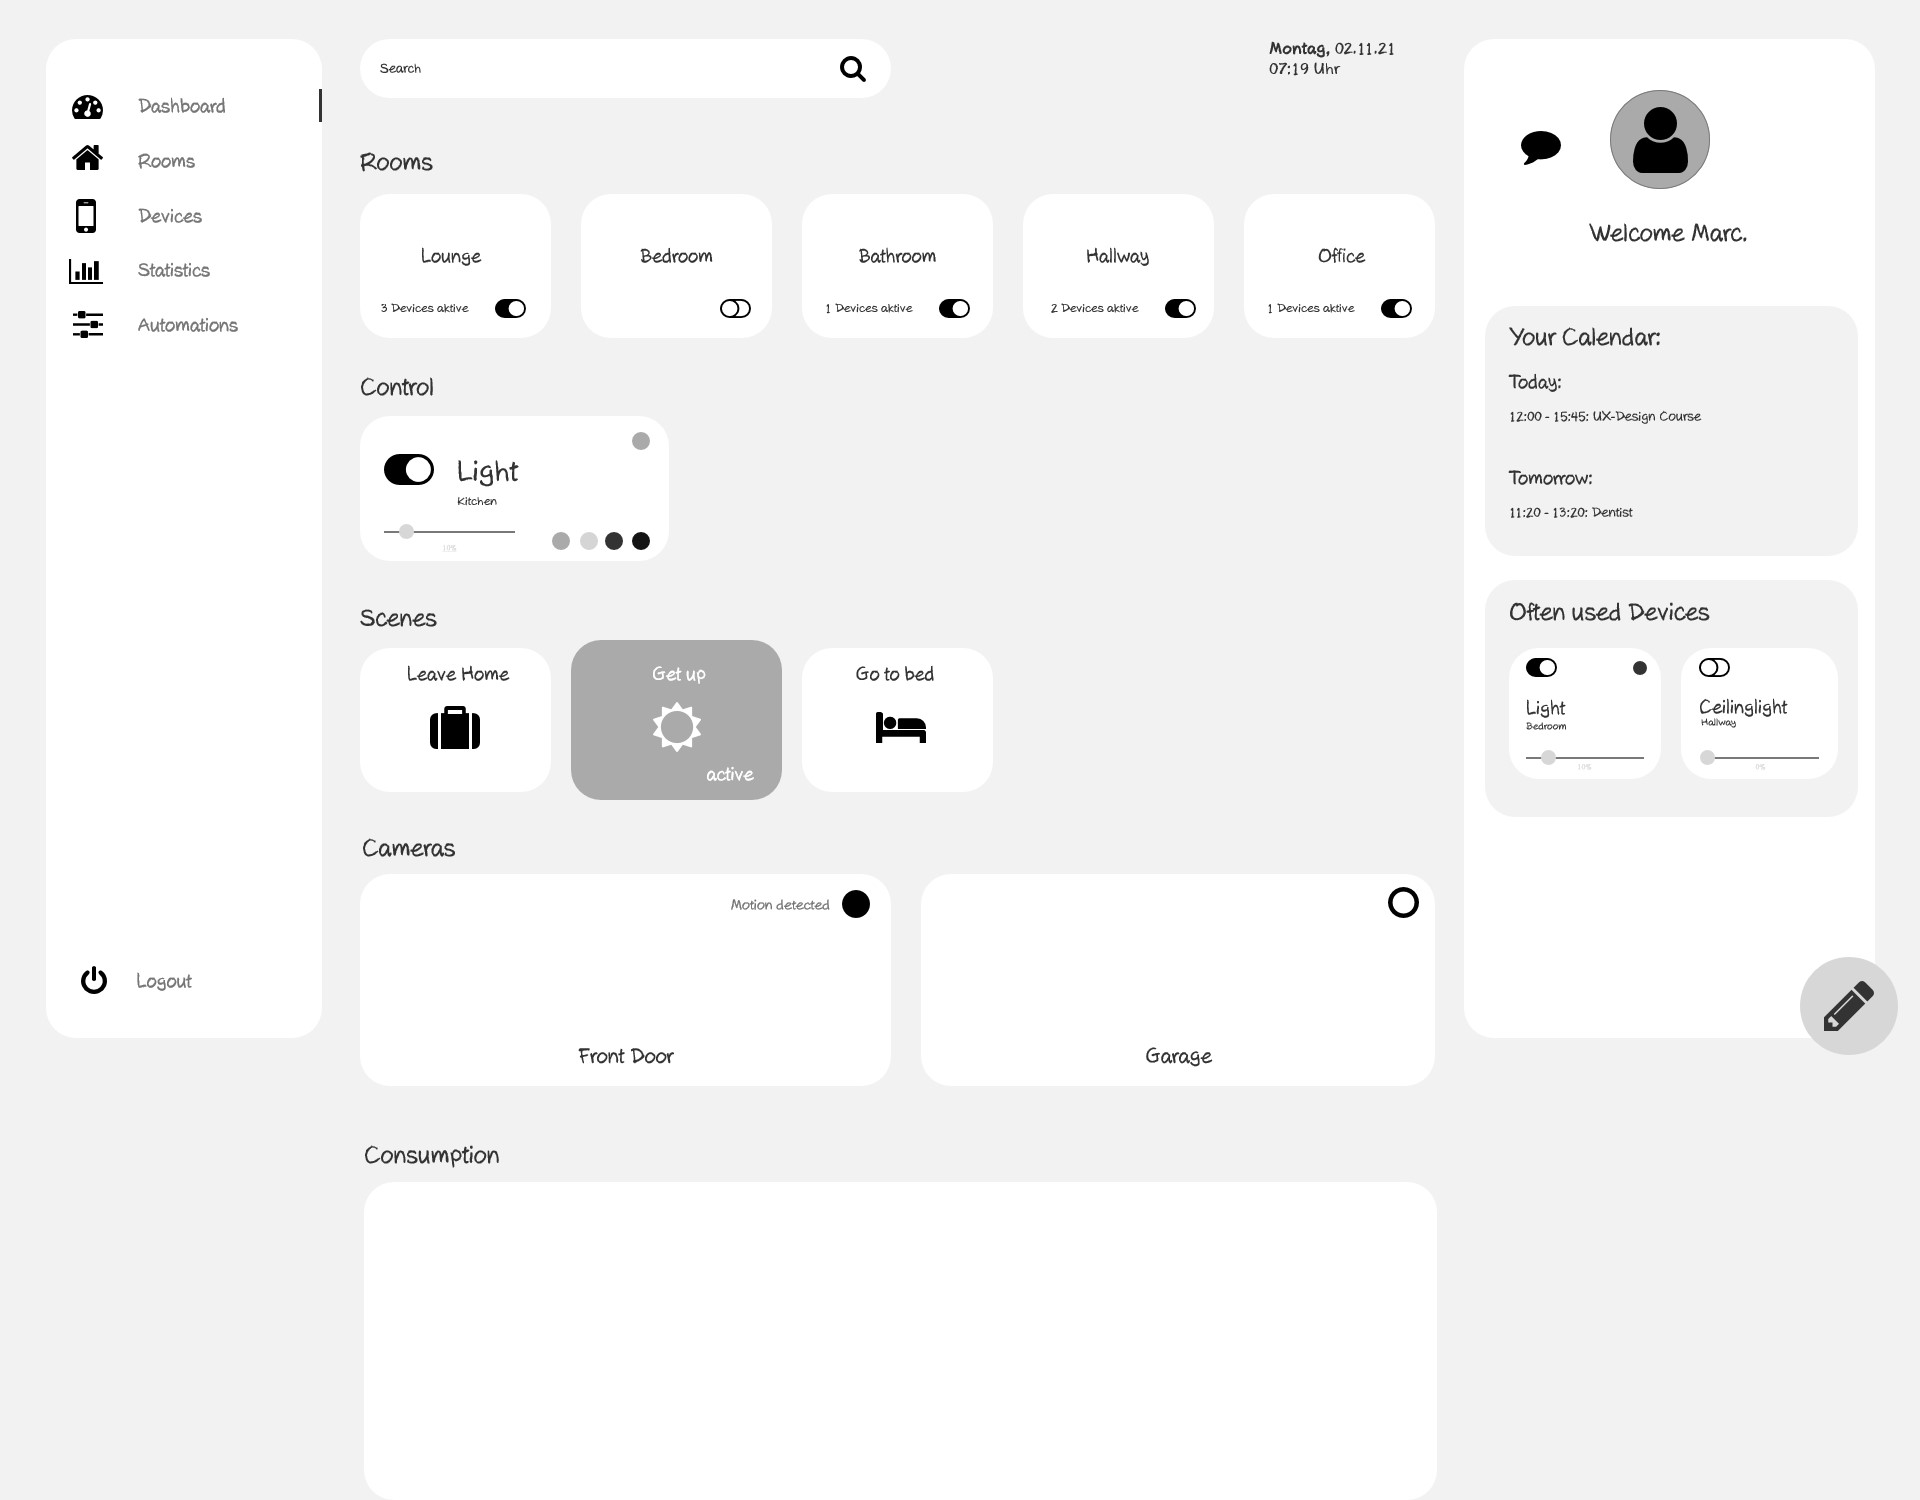 Dashboard
Rooms
Devices
Statistics
Automations
Logout
Search
Montag, 02.11.21
07:19 Uhr
Rooms
Lounge
3 Devices aktive
Bedroom
Bathroom
1 Devices aktive
Hallway
2 Devices aktive
Office
1 Devices aktive
Control
Light
Kitchen
10%
Scenes
Leave Home
Get up
active
Go to bed
Cameras
Motion detected
Front Door
Garage
Consumption
Welcome Marc.
Your Calendar:
Today:
12:00 - 15:45: UX-Design Course
Tomorrow:
11:20 - 13:20: Dentist
Often used Devices
Light
Bedroom
10%
Ceilinglight
Hallway
0%